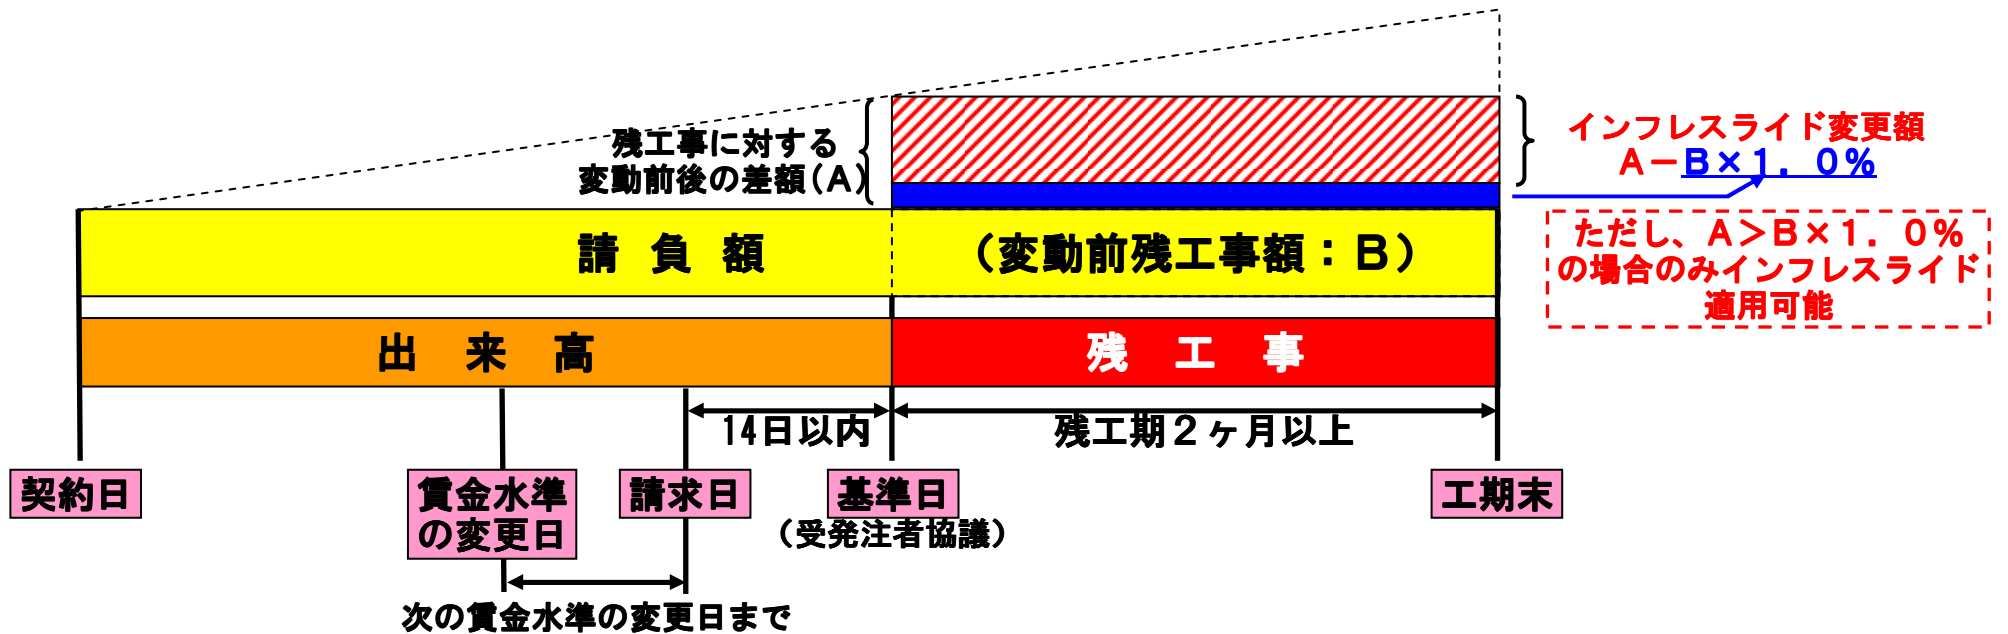 残工事に対する
変動前後の差額(A)
インフレスライド変更額
A-B×1.0%
ただし、A>B×1.0%
の場合のみインフレスライド
適用可能
請 負 額
(変動前残工事額:B)
出 来 高
残 工 事
14日以内
残工期2ヶ月以上
契約日
賃金水準
の変更日
請求日
基準日
(受発注者協議)
工期末
次の賃金水準の変更日まで